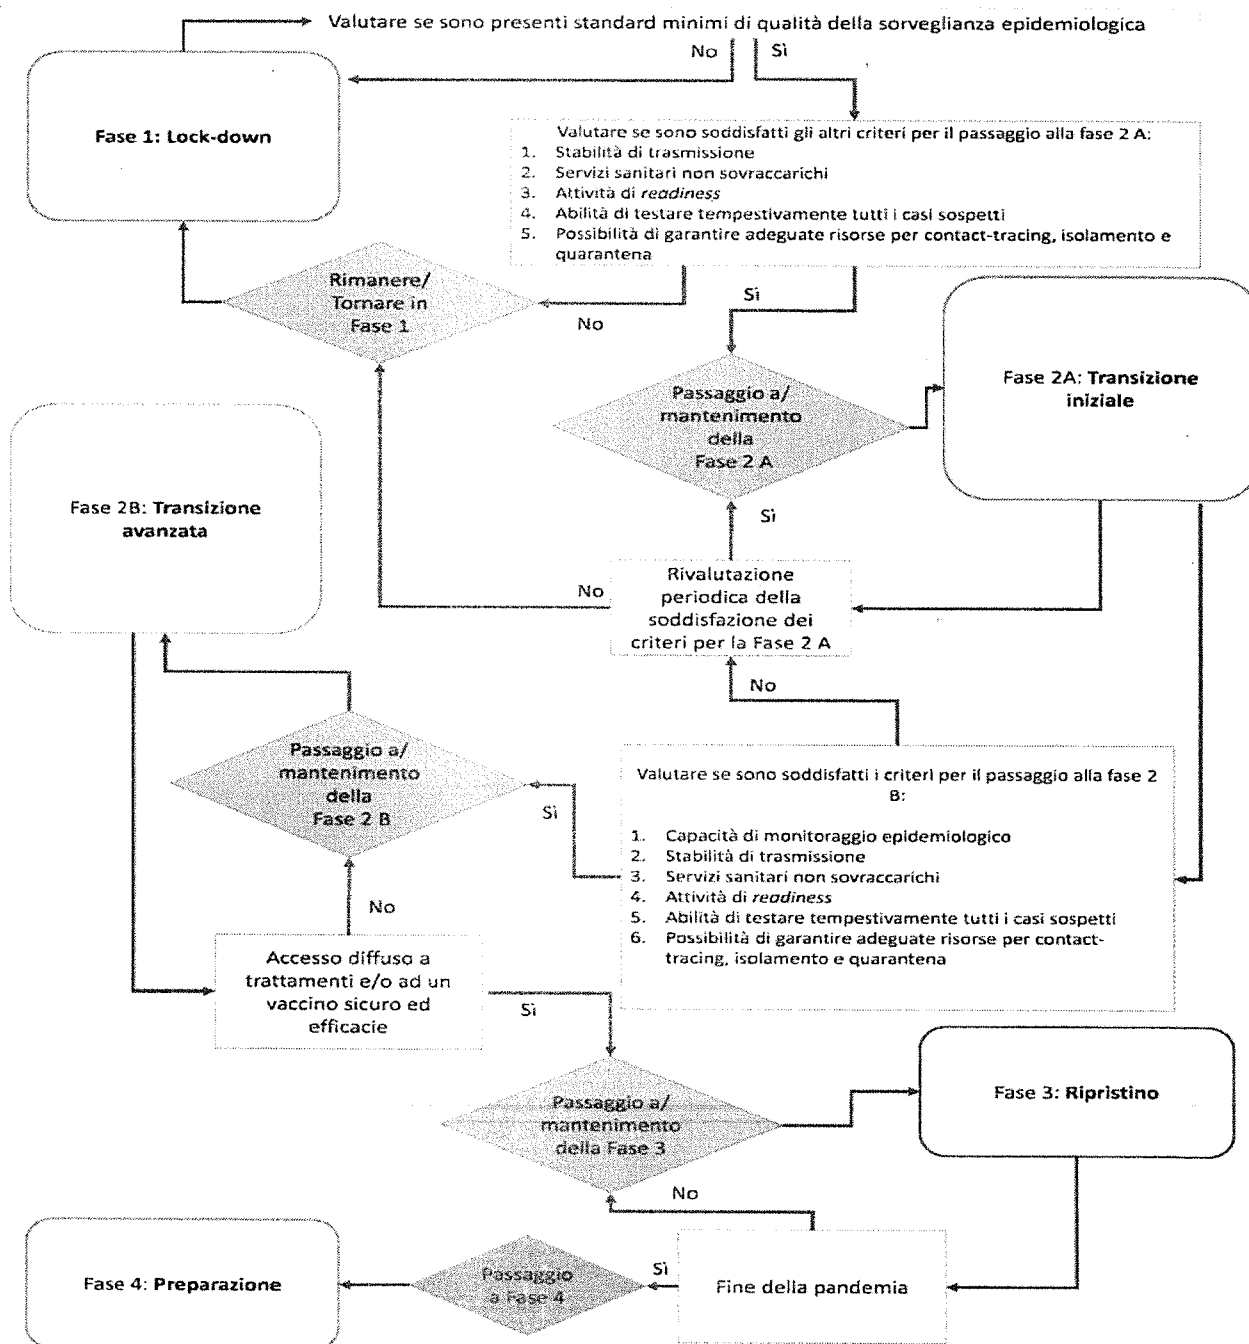 Valutare se sono presenti standard minimi di qualità della sorveglianza epidemiologica
No
Sì
Fase 1: Lock-down
Valutare se sono soddisfatti gli altri criteri per il passaggio alla fase 2 A:
1. Stabilità di trasmissione
2. Servizi sanitari non sovraccarichi
3. Attività di readiness
4. Abilità di testare tempestivamente tutti i casi sospetti
5. Possibilità di garantire adeguate risorse per contact-tracing, isolamento e
quarantena
Rimanere/
Tornare in
Fase 1
No
Sì
Passaggio a/
mantenimento
della
Fase 2 A
Fase 2A: Transizione
iniziale
Fase 2B: Transizione
avanzata
Sì
No
Rivalutazione
periodica della
soddisfazione dei
criteri per la Fase 2 A
No
Passaggio a/
mantenimento
della
Fase 2 B
Sì
Valutare se sono soddisfatti i criteri per il passaggio alla fase 2
B:
1. Capacità di monitoraggio epidemiologico
2. Stabilità di trasmissione
3. Servizi sanitari non sovraccarichi
4. Attività di readiness
5. Abilità di testare tempestivamente tutti i casi sospetti
6. Possibilità di garantire adeguate risorse per contact-
tracing, isolamento e quarantena
No
Accesso diffuso a
trattamenti e/o ad un
vaccino sicuro ed
efficacie
Sì
Passaggio a/
mantenimento
della Fase 3
Fase 3: Ripristino
No
Fine della pandemia
Sì
Passaggio
a Fase 4
Fase 4: Preparazione